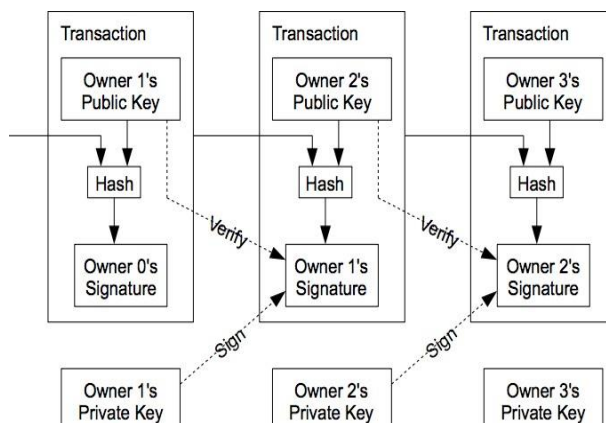 Transaction
Owner 1's
Public Key
Hash
Owner 0's
Signature
Transaction
Owner 2's
Public Key
Hash
Verify
Owner 1's
Signature
Transaction
Owner 3's
Public Key
Hash
Verify
Owner 2's
Signature
Sign
Sign
Owner 1's
Private Key
Owner 2's
Private Key
Owner 3's
Private Key